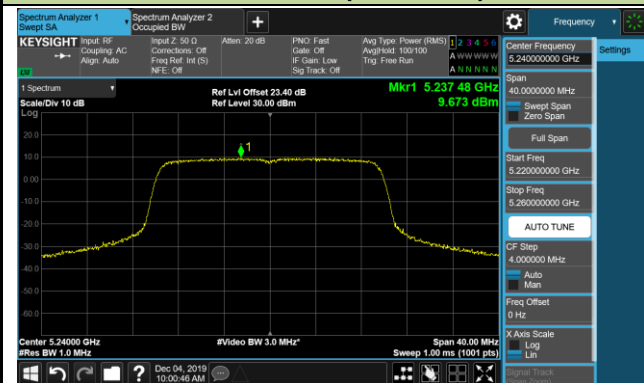 Spectrum Analyzer 1
Swept SA
Spectrum Analyzer 2
Occupied BW
+
Frequency
KEYSIGHT
Input: RF
Coupling: AC
Align: Auto
Input Z: 50 Ω
Corrections: Off
Freq Ref: Int (S)
NFE: Off
Atten: 20 dB
PNO: Fast
Gate: Off
IF Gain: Low
Sig Track: Off
Avg Type: Power (RMS)
Avg|Hold: 100/100
Trig: Free Run
1 2 3 4 5 6
A W W W W W
A N N N N N
LXI
1 Spectrum
Scale/Div 10 dB
Log
Ref Lvl Offset 23.40 dB
Ref Level 30.00 dBm
Mkr1 5.237 48 GHz
9.673 dBm
1
20.0
10.0
0.00
-10.0
-20.0
-30.0
-40.0
-50.0
-60.0
Center 5.24000 GHz
#Res BW 1.0 MHz
#Video BW 3.0 MHz*
Span 40.00 MHz
Sweep 1.00 ms (1001 pts)
Center Frequency
5.240000000 GHz
Settings
Span
40.0000000 MHz
Swept Span
Zero Span
Full Span
Start Freq
5.220000000 GHz
Stop Freq
5.260000000 GHz
AUTO TUNE
CF Step
4.000000 MHz
Auto
Man
Freq Offset
0 Hz
X Axis Scale
Log
Lin
Signal Track
(Span Zoom)
?
Dec 04, 2019
10:00:46 AM